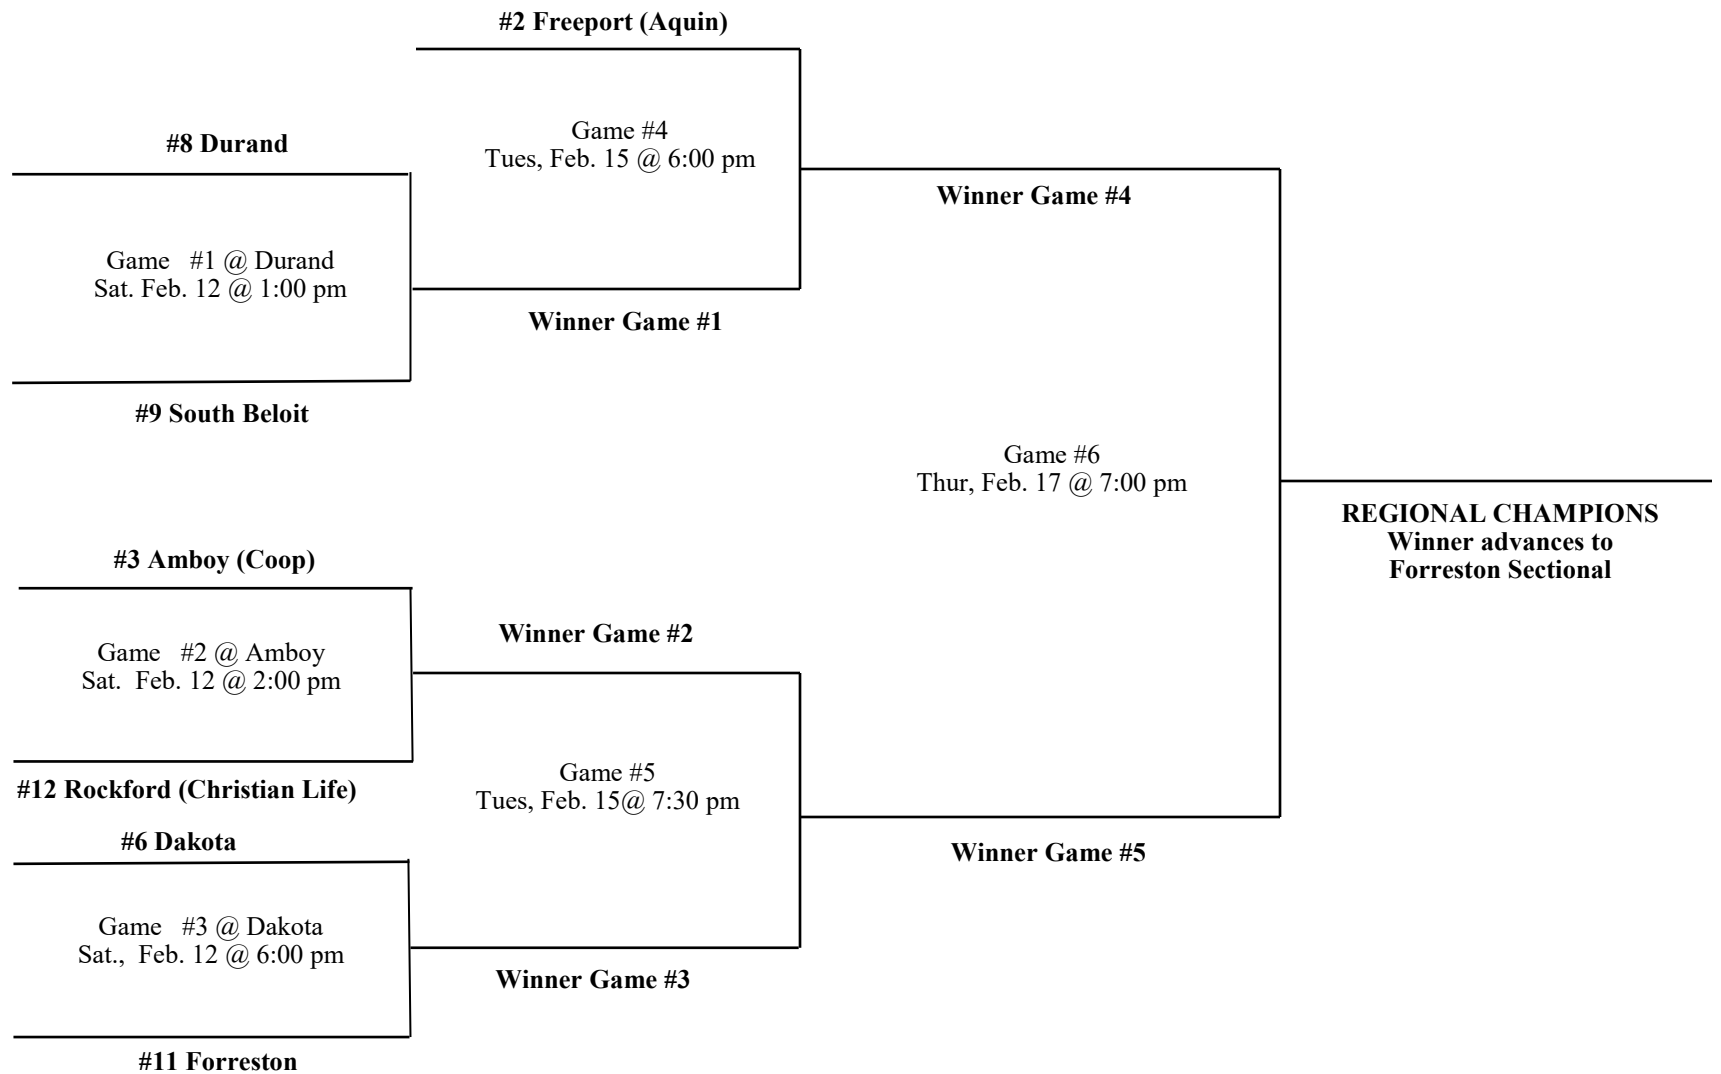 #2 Freeport (Aquin)
Game #4
Tues, Feb. 15 @ 6:00 pm
#8 Durand
Game #1 @ Durand
Sat. Feb. 12 @ 1:00 pm
#9 South Beloit
Winner Game #1
Winner Game #4
Game #6
Thur, Feb. 17 @ 7:00 pm
REGIONAL CHAMPIONS
Winner advances to
Forreston Sectional
#3 Amboy (Coop)
Game #2 @ Amboy
Sat. Feb. 12 @ 2:00 pm
#12 Rockford (Christian Life)
Winner Game #2
Game #5
Tues, Feb. 15@ 7:30 pm
Winner Game #5
#6 Dakota
Game #3 @ Dakota
Sat., Feb. 12 @ 6:00 pm
#11 Forreston
Winner Game #3